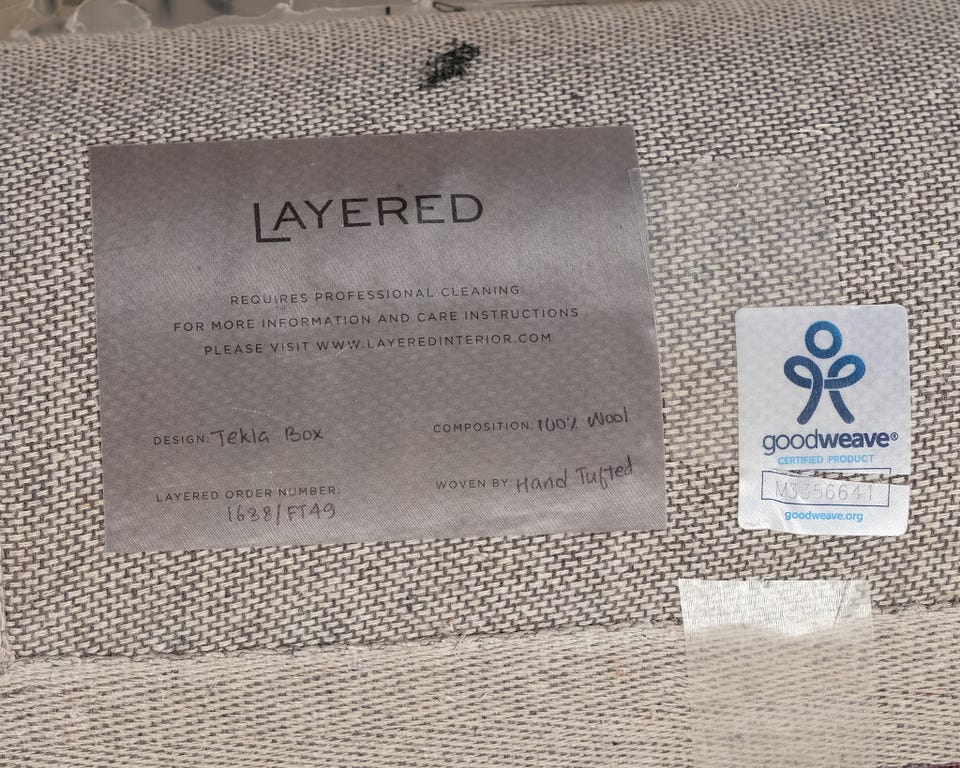 LAYERED
REQUIRES PROFESSIONAL CLEANING
FOR MORE INFORMATION AND CARE INSTRUCTIONS
PLEASE VISIT WWW.LAYEREDINTERIOR.COM
DESIGN: Tekla Box
COMPOSITION: 100% Wool
LAYERED ORDER NUMBER:
1638/FT49
WOVEN BY: Hand Tufted
goodweave®
CERTIFIED PRODUCT
M3356641
goodweave.org